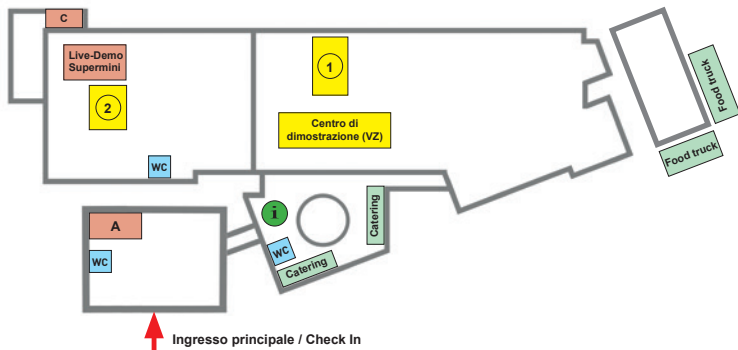 C
Live-Demo
Supermini
1
2
Centro di
dimostrazione (VZ)
Food truck
Food truck
WC
A
i
Catering
WC
WC
Catering
Ingresso principale / Check In